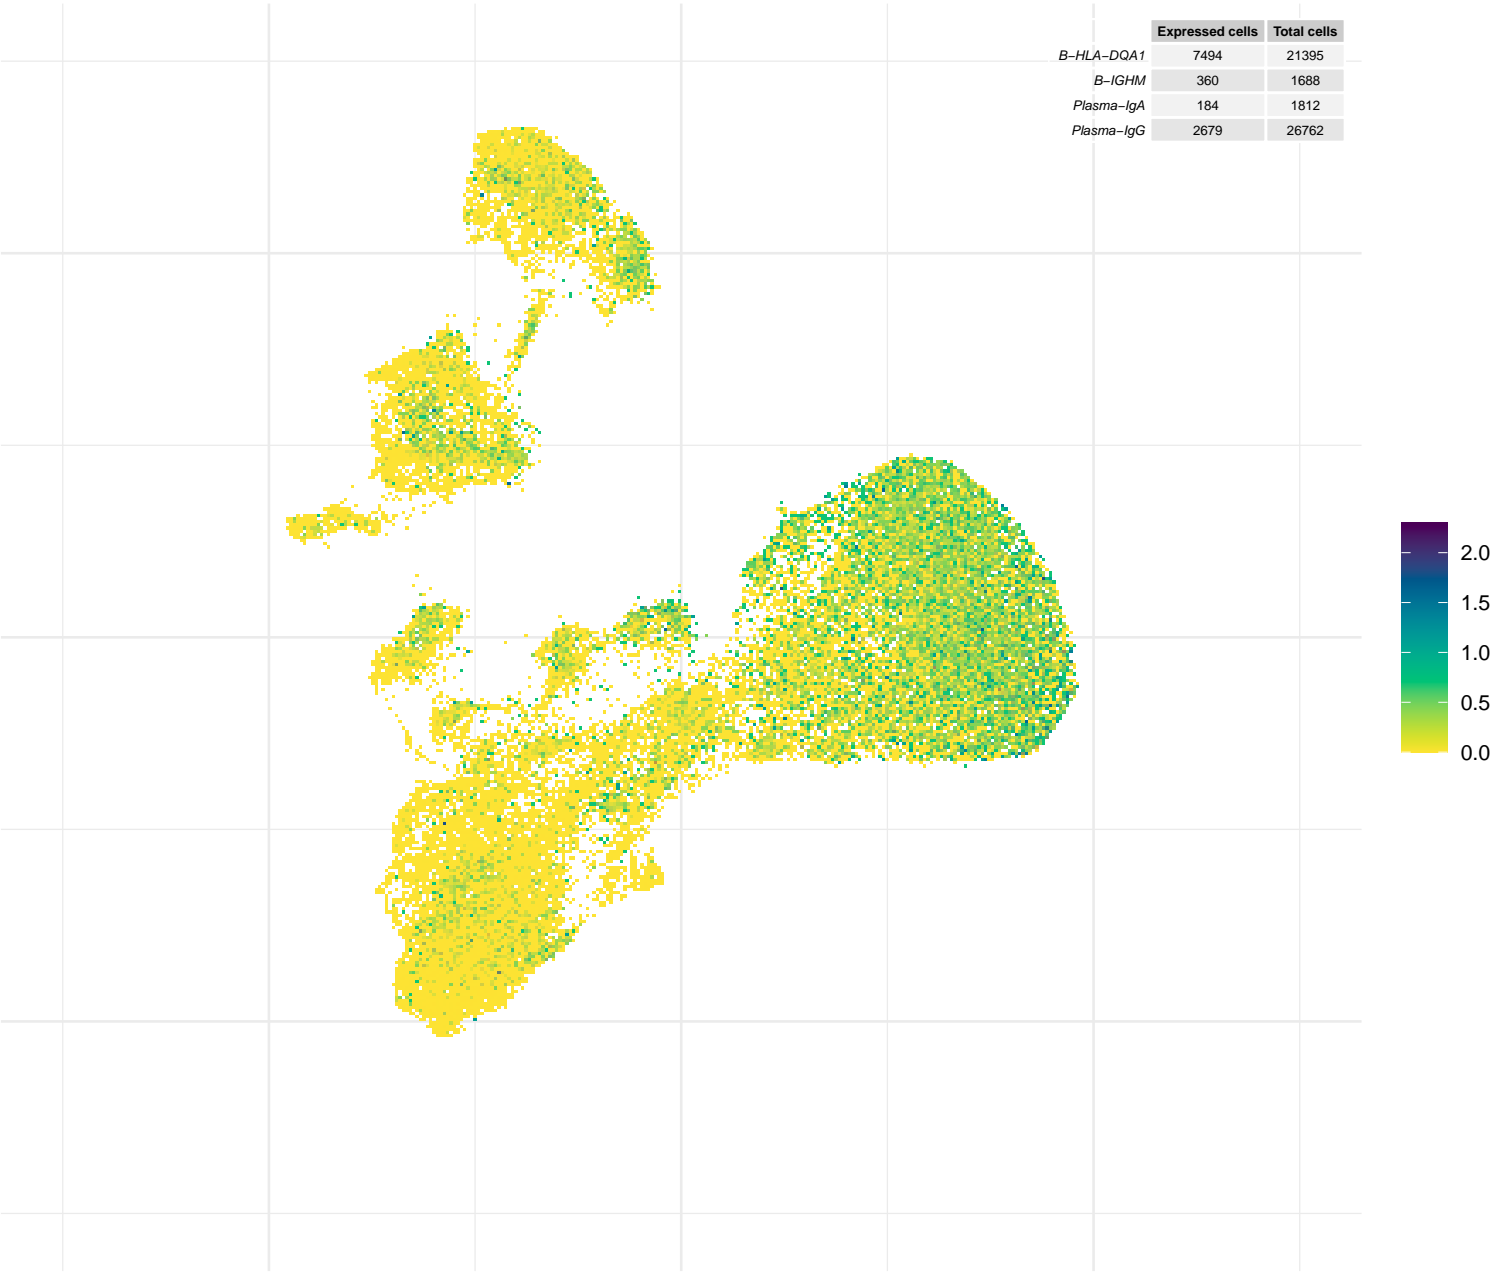 Expressed cells Total cells
B−HLA−DQA1 7494 21395
B−IGHM 360 1688
Plasma−IgA 184 1812
Plasma−IgG 2679 26762
2.0
1.5
1.0
0.5
0.0